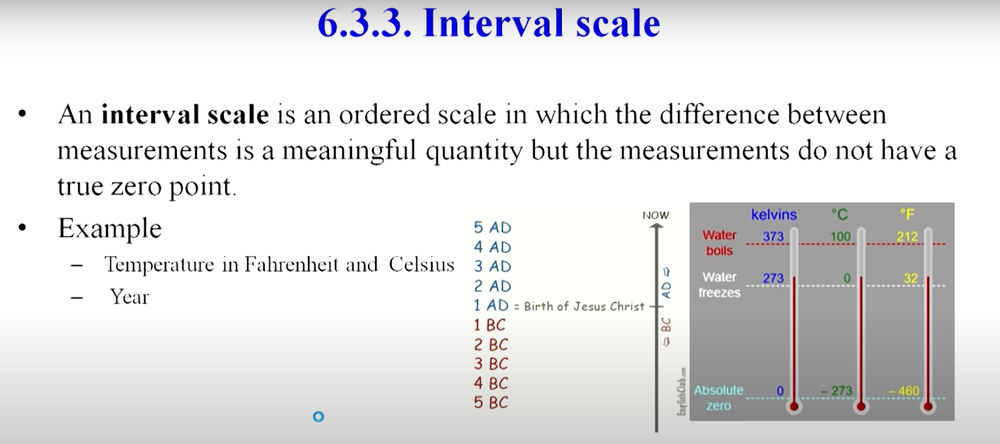 6.3.3. Interval scale
• An interval scale is an ordered scale in which the difference between
measurements is a meaningful quantity but the measurements do not have a
true zero point.
• Example
– Temperature in Fahrenheit and Celsius
– Year
5 AD
4 AD
3 AD
2 AD
1 AD = Birth of Jesus Christ
1 BC
2 BC
3 BC
4 BC
5 BC
NOW
AD ⇨
⇦ BC
EnglishClub.com
kelvins °C °F
Water
boils
373 100 212
Water
freezes
273 0 32
Absolute
zero
0 – 273 – 460